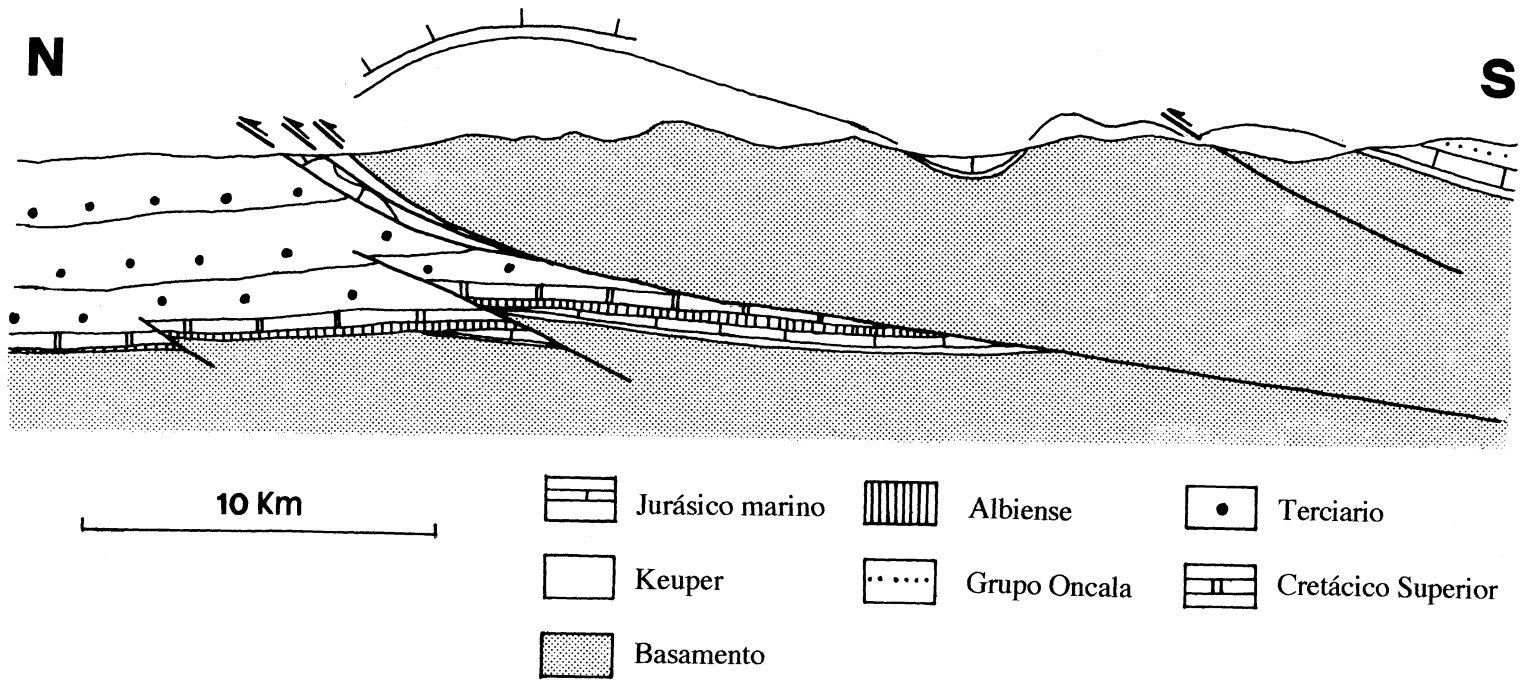 N
S
10 Km
Jurásico marino
Albiense
Terciario
Keuper
Grupo Oncala
Cretácico Superior
Basamento